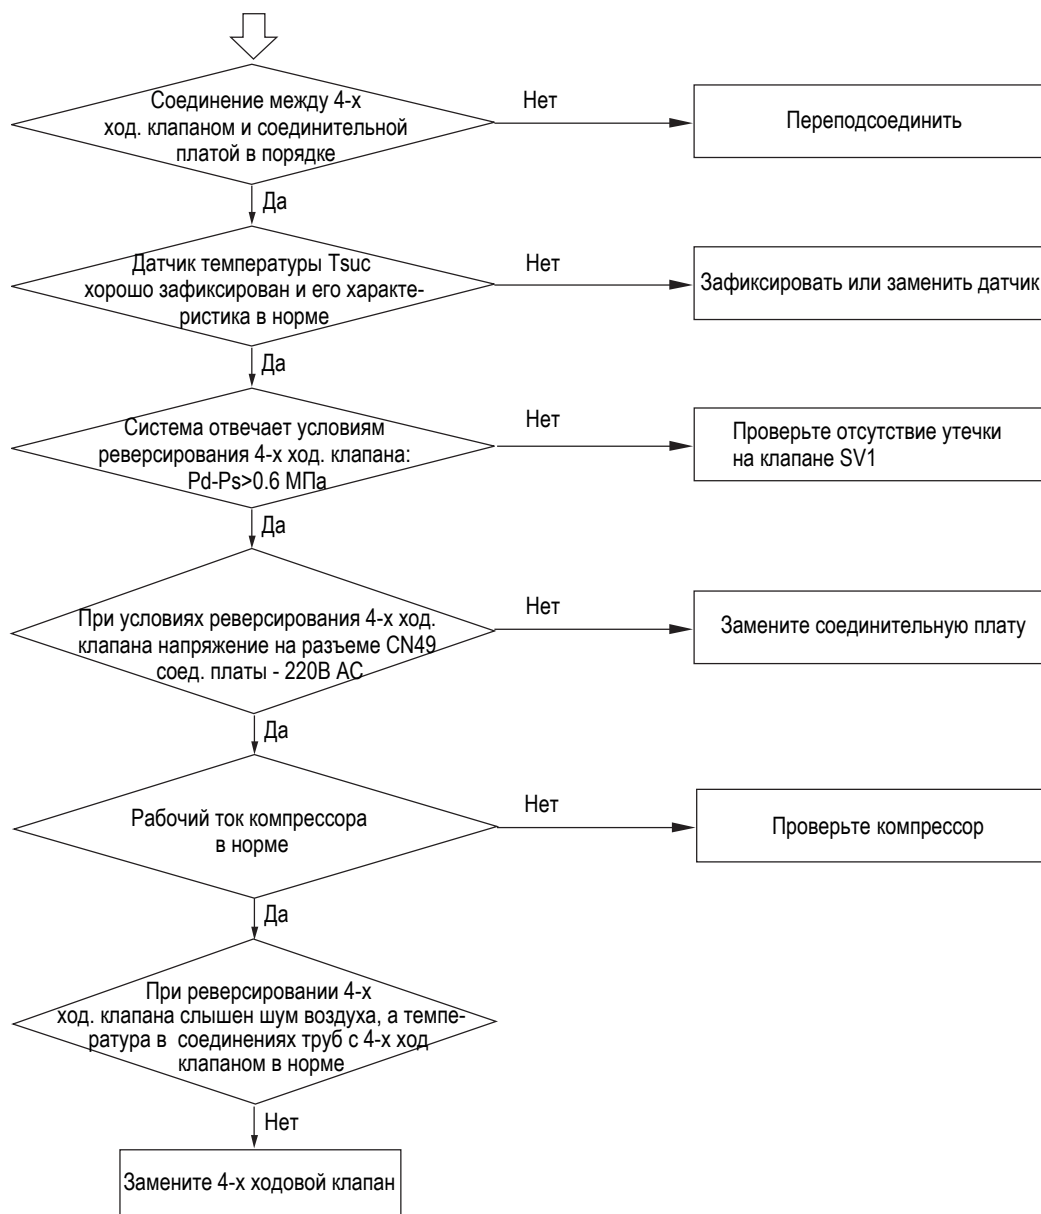 Соединение между 4-х
ход. клапаном и соединительной
платой в порядке
Нет
Переподсоединить
Да
Датчик температуры Tsuc
хорошо зафиксирован и его характе-
ристика в норме
Нет
Зафиксировать или заменить датчик
Да
Система отвечает условиям
реверсирования 4-х ход. клапана:
Pd-Ps>0.6 МПа
Нет
Проверьте отсутствие утечки
на клапане SV1
Да
При условиях реверсирования 4-х ход.
клапана напряжение на разъеме CN49
соед. платы - 220В AC
Нет
Замените соединительную плату
Да
Рабочий ток компрессора
в норме
Нет
Проверьте компрессор
Да
При реверсировании 4-х
ход. клапана слышен шум воздуха, а темпе-
ратура в соединениях труб с 4-х ход
клапаном в норме
Нет
Замените 4-х ходовой клапан